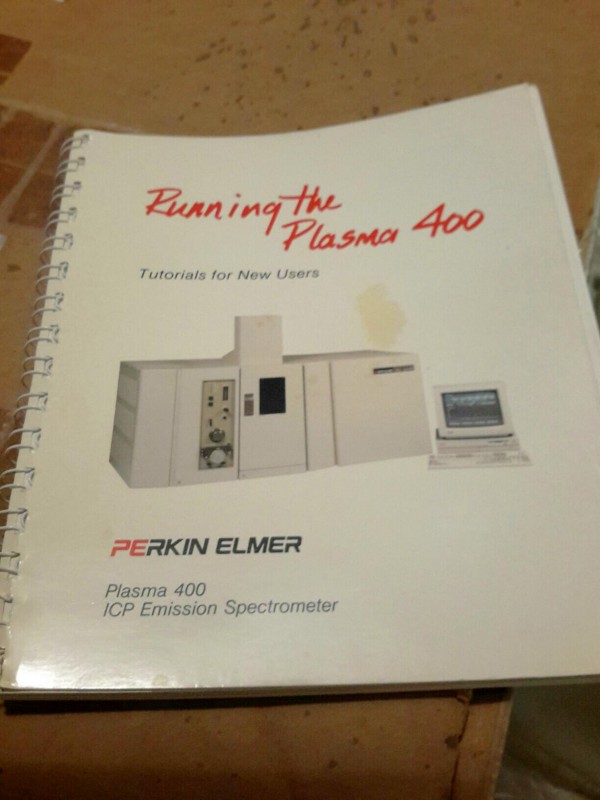 Running the
Plasma 400
Tutorials for New Users
PERKIN ELMER
Plasma 400
ICP Emission Spectrometer